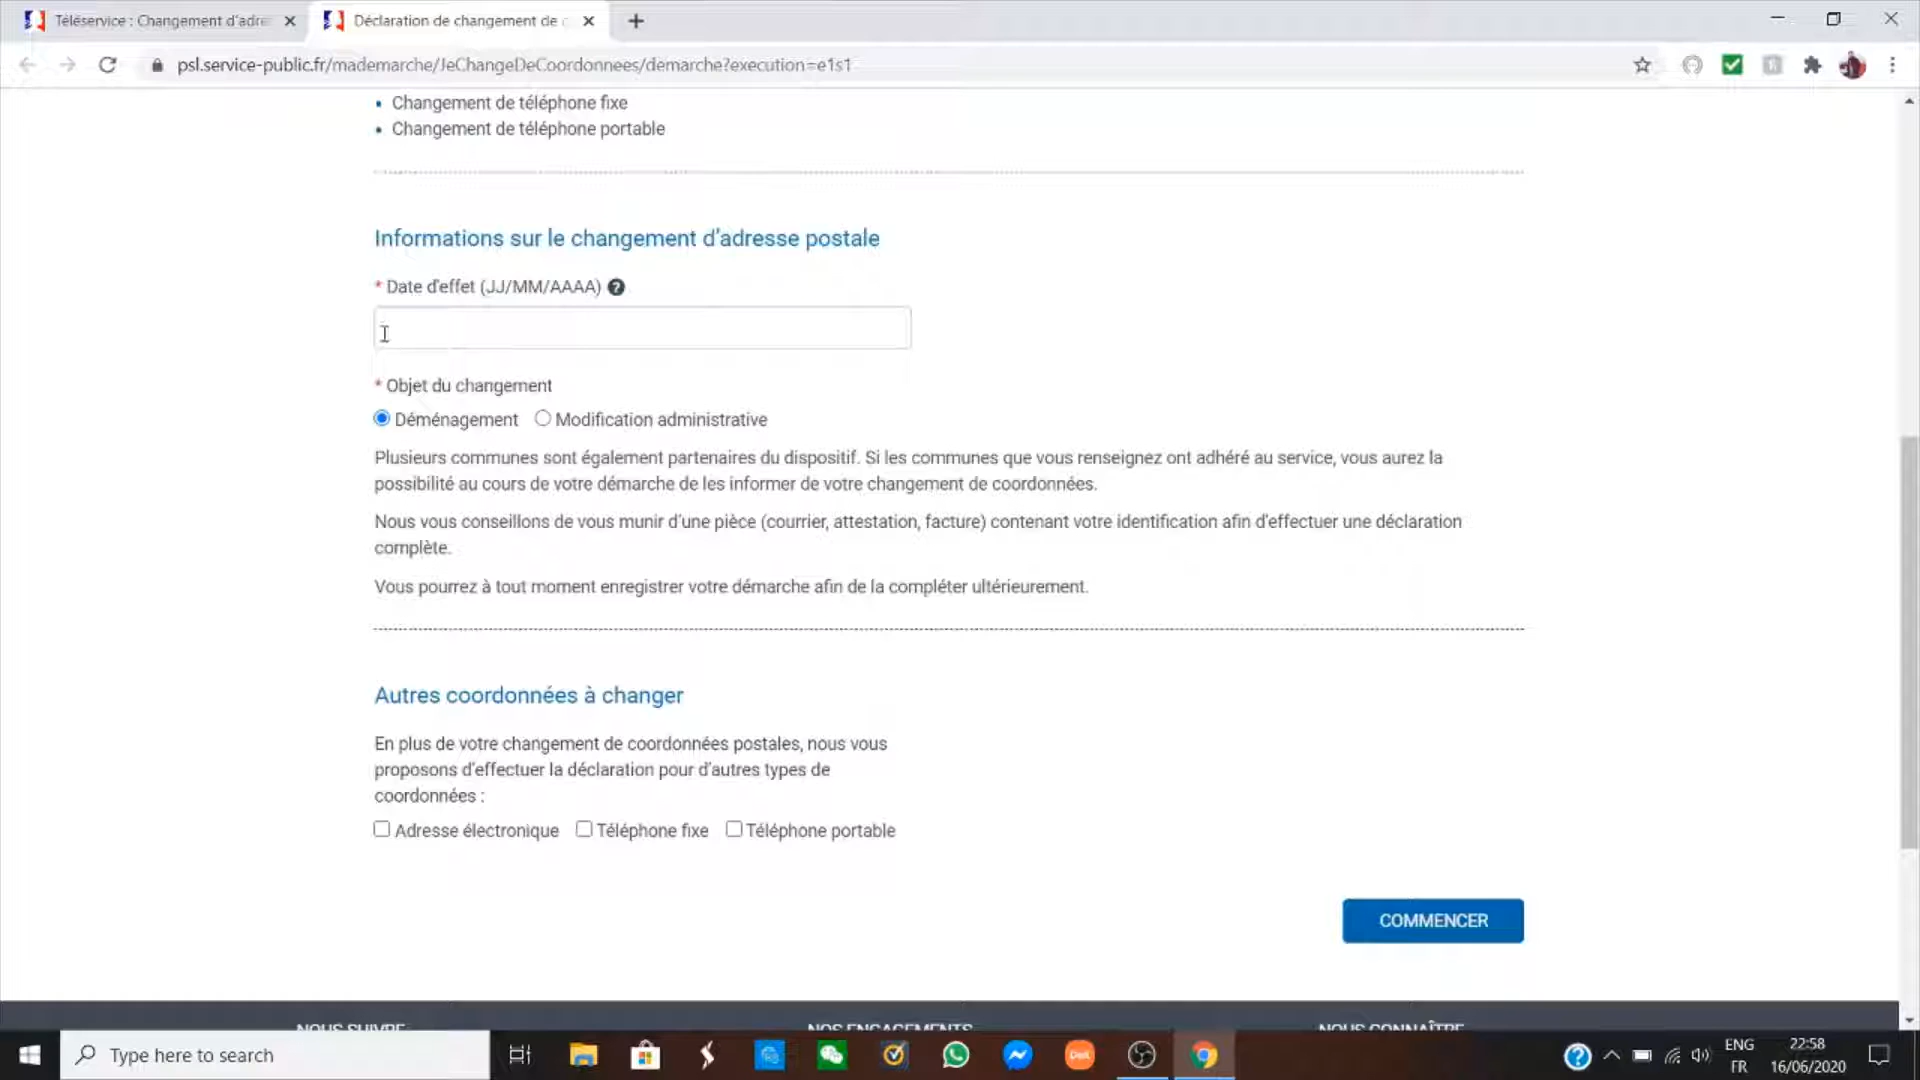 Téléservice : Changement d'adre
Déclaration de changement de c
psl.service-public.fr/mademarche/JeChangeDeCoordonnees/demarche?execution=e1s1
• Changement de téléphone fixe
• Changement de téléphone portable
Informations sur le changement d'adresse postale
* Date d'effet (JJ/MM/AAAA) ?
* Objet du changement
Déménagement Modification administrative
Plusieurs communes sont également partenaires du dispositif. Si les communes que vous renseignez ont adhéré au service, vous aurez la
possibilité au cours de votre démarche de les informer de votre changement de coordonnées.
Nous vous conseillons de vous munir d'une pièce (courrier, attestation, facture) contenant votre identification afin d'effectuer une déclaration
complète.
Vous pourrez à tout moment enregistrer votre démarche afin de la compléter ultérieurement.
Autres coordonnées à changer
En plus de votre changement de coordonnées postales, nous vous
proposons d'effectuer la déclaration pour d'autres types de
coordonnées :
Adresse électronique Téléphone fixe Téléphone portable
COMMENCER
NOUS SUIVRE NOS ENGAGEMENTS NOUS CONNAÎTRE
Type here to search
ENG 22:58
FR 16/06/2020